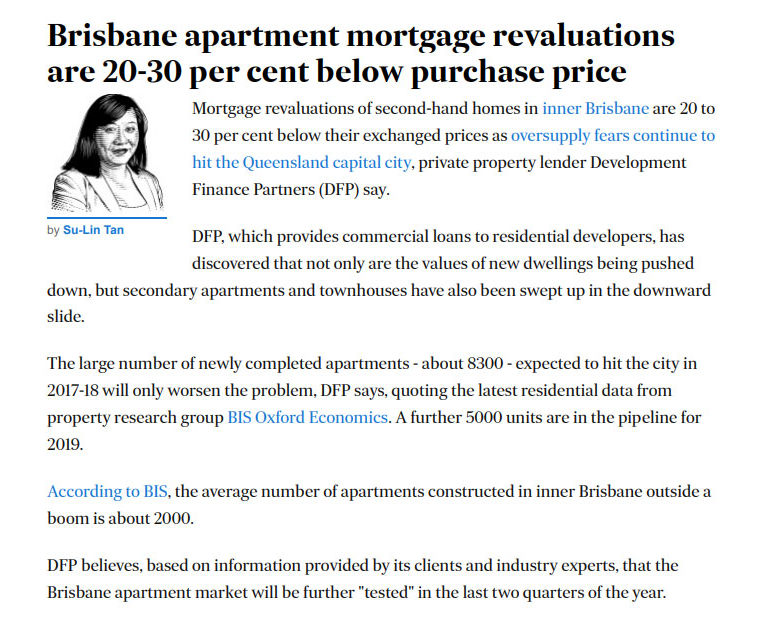 Brisbane apartment mortgage revaluations
are 20-30 per cent below purchase price
by Su-Lin Tan
Mortgage revaluations of second-hand homes in inner Brisbane are 20 to
30 per cent below their exchanged prices as oversupply fears continue to
hit the Queensland capital city, private property lender Development
Finance Partners (DFP) say.
DFP, which provides commercial loans to residential developers, has
discovered that not only are the values of new dwellings being pushed
down, but secondary apartments and townhouses have also been swept up in the downward
slide.
The large number of newly completed apartments - about 8300 - expected to hit the city in
2017-18 will only worsen the problem, DFP says, quoting the latest residential data from
property research group BIS Oxford Economics. A further 5000 units are in the pipeline for
2019.
According to BIS, the average number of apartments constructed in inner Brisbane outside a
boom is about 2000.
DFP believes, based on information provided by its clients and industry experts, that the
Brisbane apartment market will be further "tested" in the last two quarters of the year.